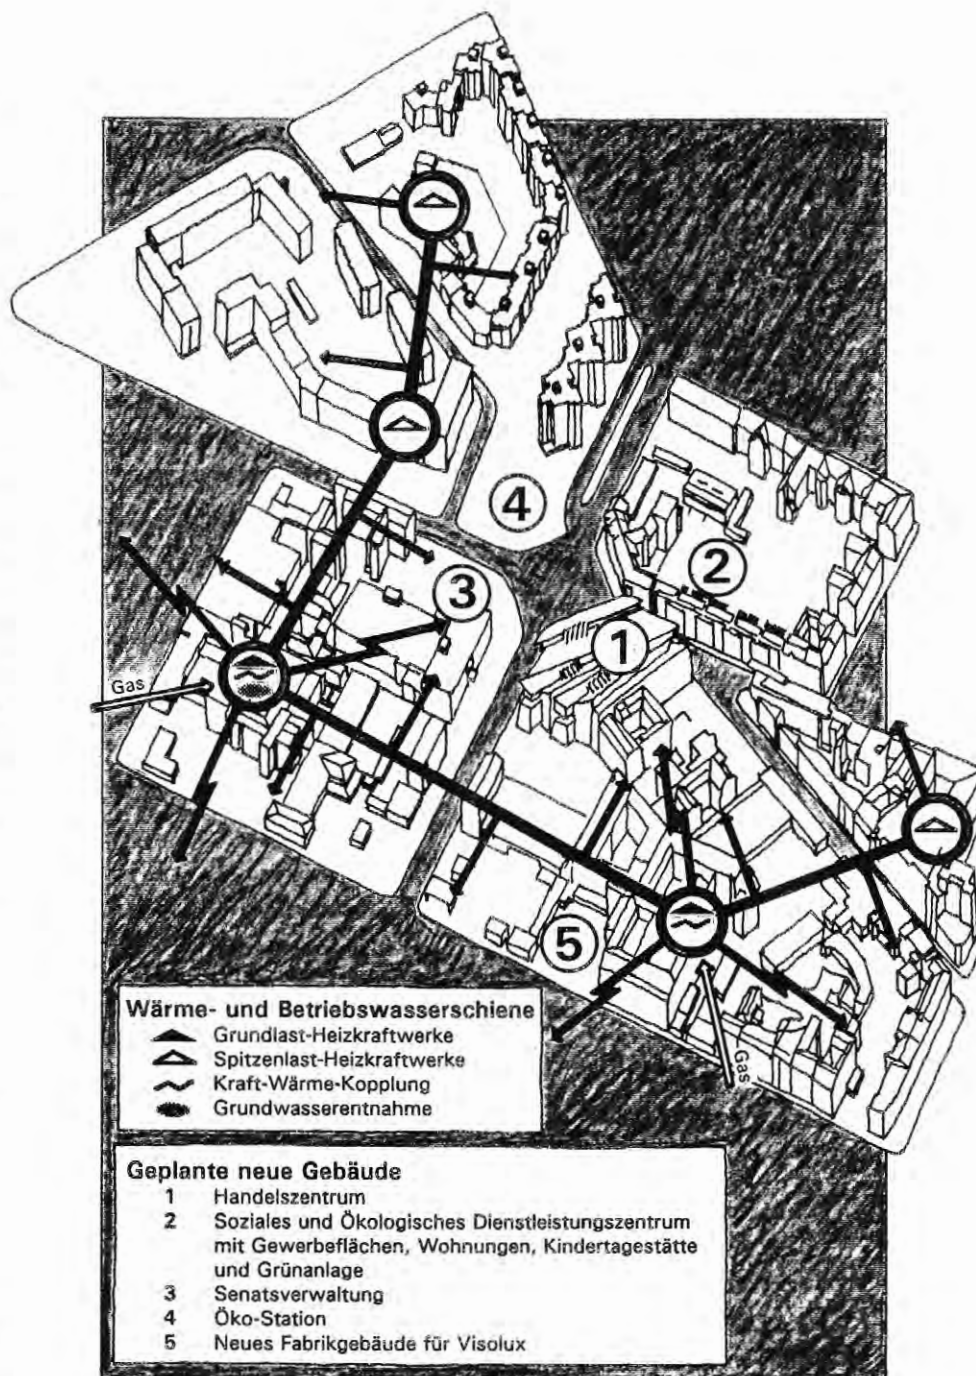 4
2
3
1
Gas
5
Gas
Wärme- und Betriebswasserschiene
Grundlast-Heizkraftwerke
Spitzenlast-Heizkraftwerke
Kraft-Wärme-Kopplung
Grundwasserentnahme
Geplante neue Gebäude
1 Handelszentrum
2 Soziales und Ökologisches Dienstleistungszentrum
mit Gewerbeflächen, Wohnungen, Kindertagestätte
und Grünanlage
3 Senatsverwaltung
4 Öko-Station
5 Neues Fabrikgebäude für Visolux